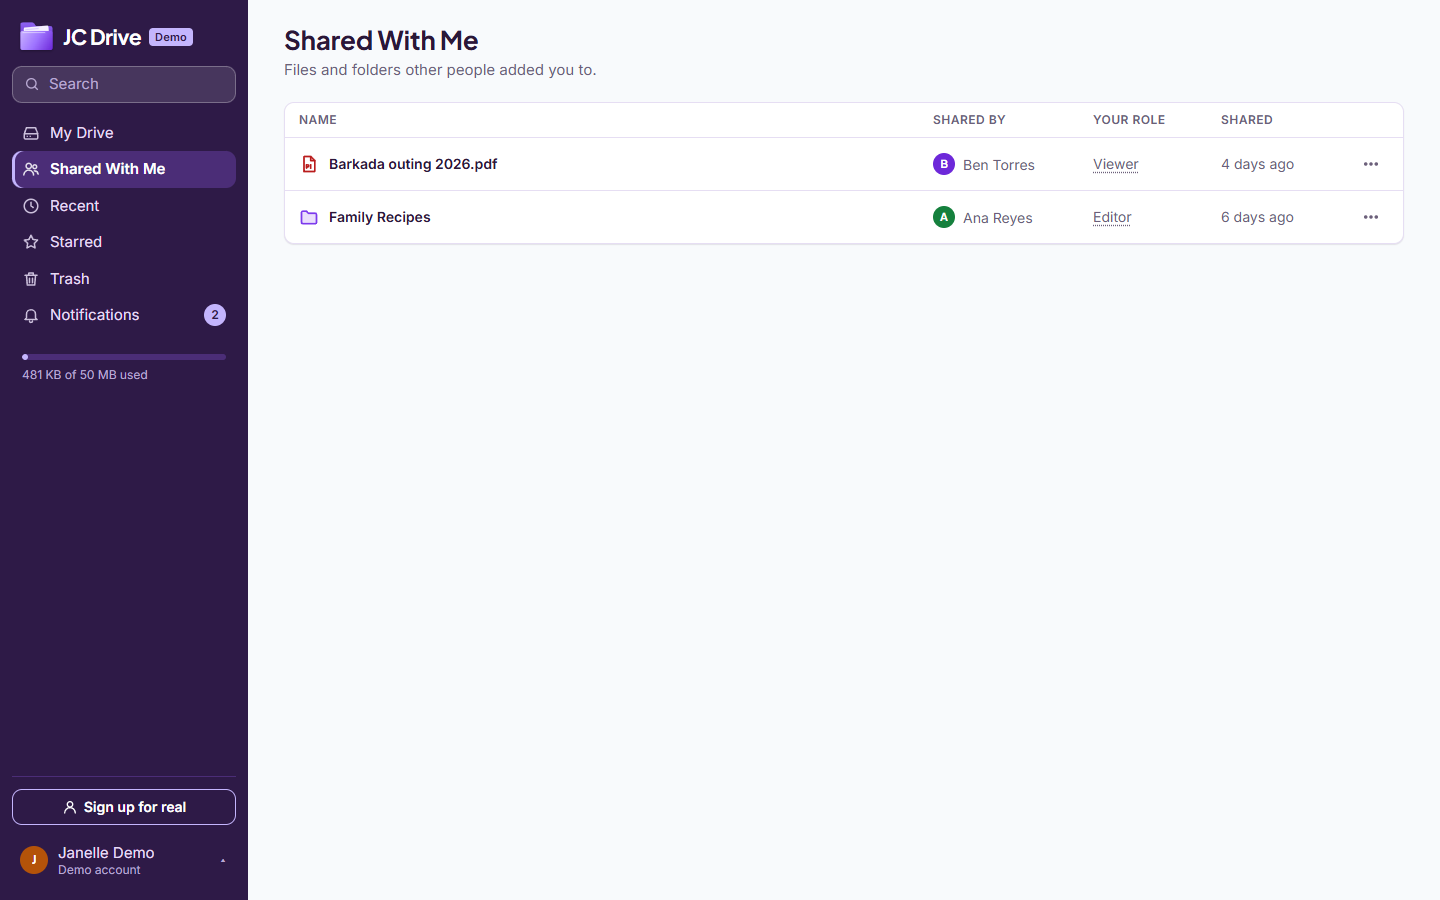 JC Drive Demo
Search
My Drive
Shared With Me
Recent
Starred
Trash
Notifications 2
481 KB of 50 MB used
Sign up for real
J Janelle Demo
Demo account
Shared With Me
Files and folders other people added you to.
NAME SHARED BY YOUR ROLE SHARED
Barkada outing 2026.pdf B Ben Torres Viewer 4 days ago
Family Recipes A Ana Reyes Editor 6 days ago